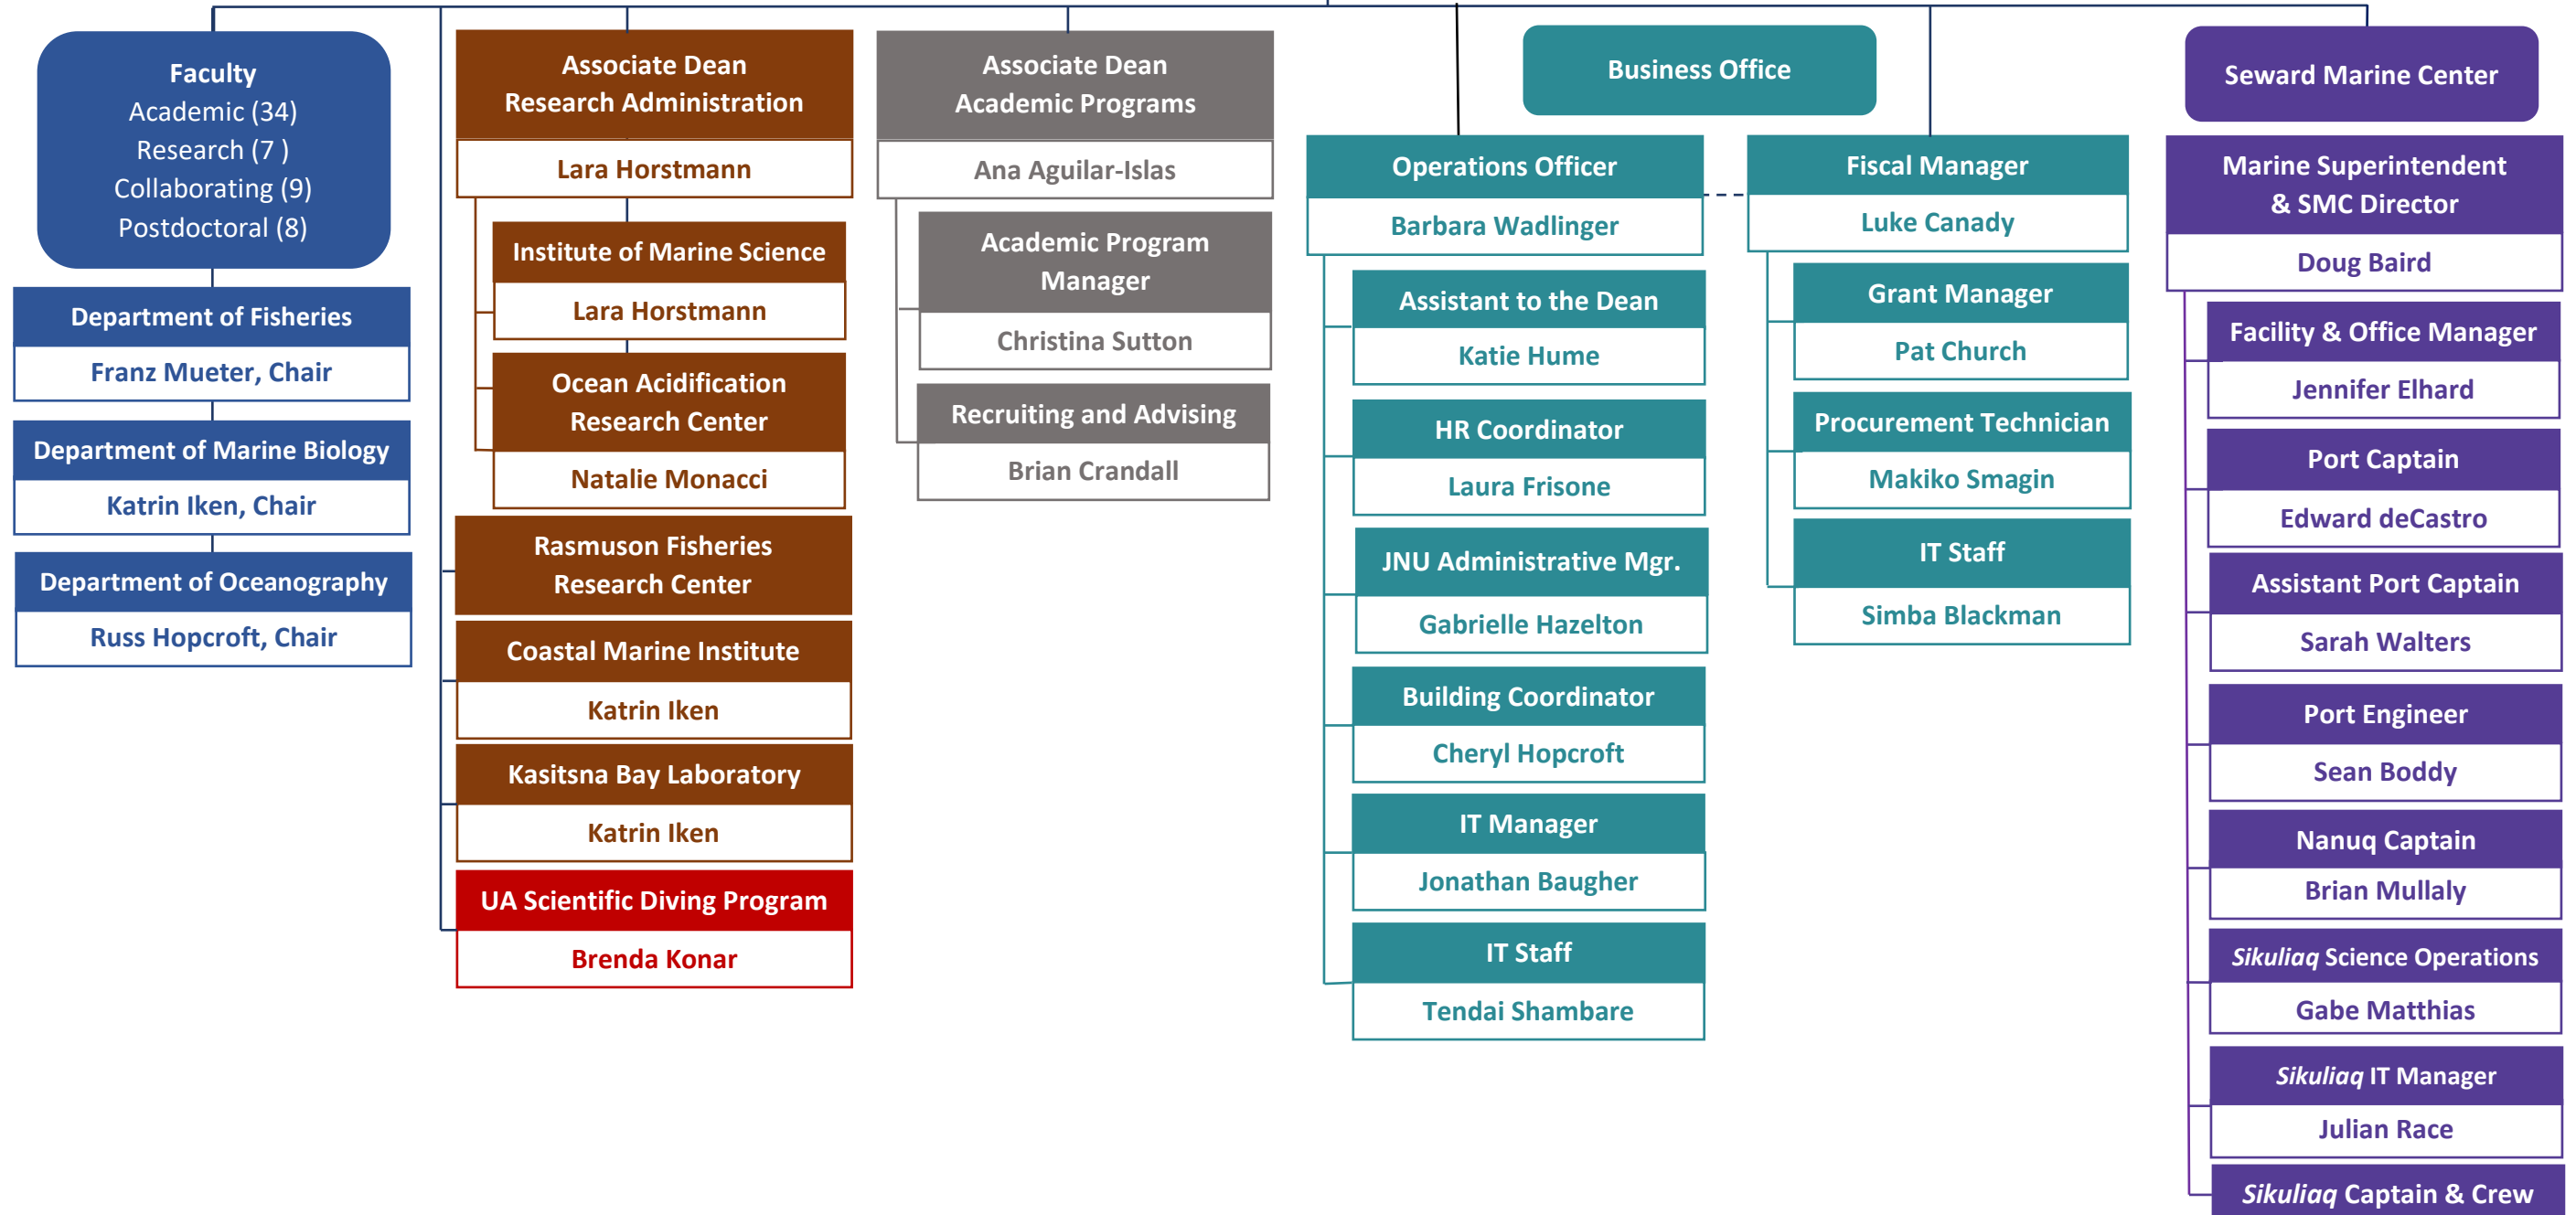 Faculty
Academic (34)
Research (7 )
Collaborating (9)
Postdoctoral (8)
Department of Fisheries
Franz Mueter, Chair
Department of Marine Biology
Katrin Iken, Chair
Department of Oceanography
Russ Hopcroft, Chair
Associate Dean
Research Administration
Lara Horstmann
Institute of Marine Science
Lara Horstmann
Ocean Acidification
Research Center
Natalie Monacci
Rasmuson Fisheries
Research Center
Coastal Marine Institute
Katrin Iken
Kasitsna Bay Laboratory
Katrin Iken
UA Scientific Diving Program
Brenda Konar
Associate Dean
Academic Programs
Ana Aguilar-Islas
Academic Program
Manager
Christina Sutton
Recruiting and Advising
Brian Crandall
Business Office
Operations Officer
Barbara Wadlinger
Assistant to the Dean
Katie Hume
HR Coordinator
Laura Frisone
JNU Administrative Mgr.
Gabrielle Hazelton
Building Coordinator
Cheryl Hopcroft
IT Manager
Jonathan Baugher
IT Staff
Tendai Shambare
Fiscal Manager
Luke Canady
Grant Manager
Pat Church
Procurement Technician
Makiko Smagin
IT Staff
Simba Blackman
Seward Marine Center
Marine Superintendent
& SMC Director
Doug Baird
Facility & Office Manager
Jennifer Elhard
Port Captain
Edward deCastro
Assistant Port Captain
Sarah Walters
Port Engineer
Sean Boddy
Nanuq Captain
Brian Mullaly
Sikuliaq Science Operations
Gabe Matthias
Sikuliaq IT Manager
Julian Race
Sikuliaq Captain & Crew